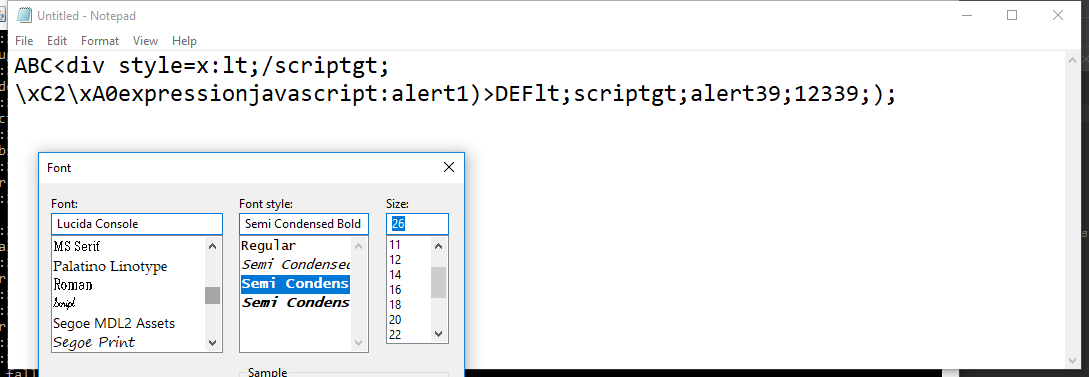 Untitled - Notepad
File Edit Format View Help
ABC<div style=x:lt;/scriptgt;
\xC2\xA0expressionjavascript:alert1)>DEFlt;scriptgt;alert39;12339;);
Font
Font: Font style: Size:
Lucida Console Semi Condensed Bold 26
MS Serif Regular 11
Palatino Linotype Semi Condensed 12
Roman Semi Condens 14
Script Semi Condens 16
Segoe MDL2 Assets 18
Segoe Print 20
22
Sample